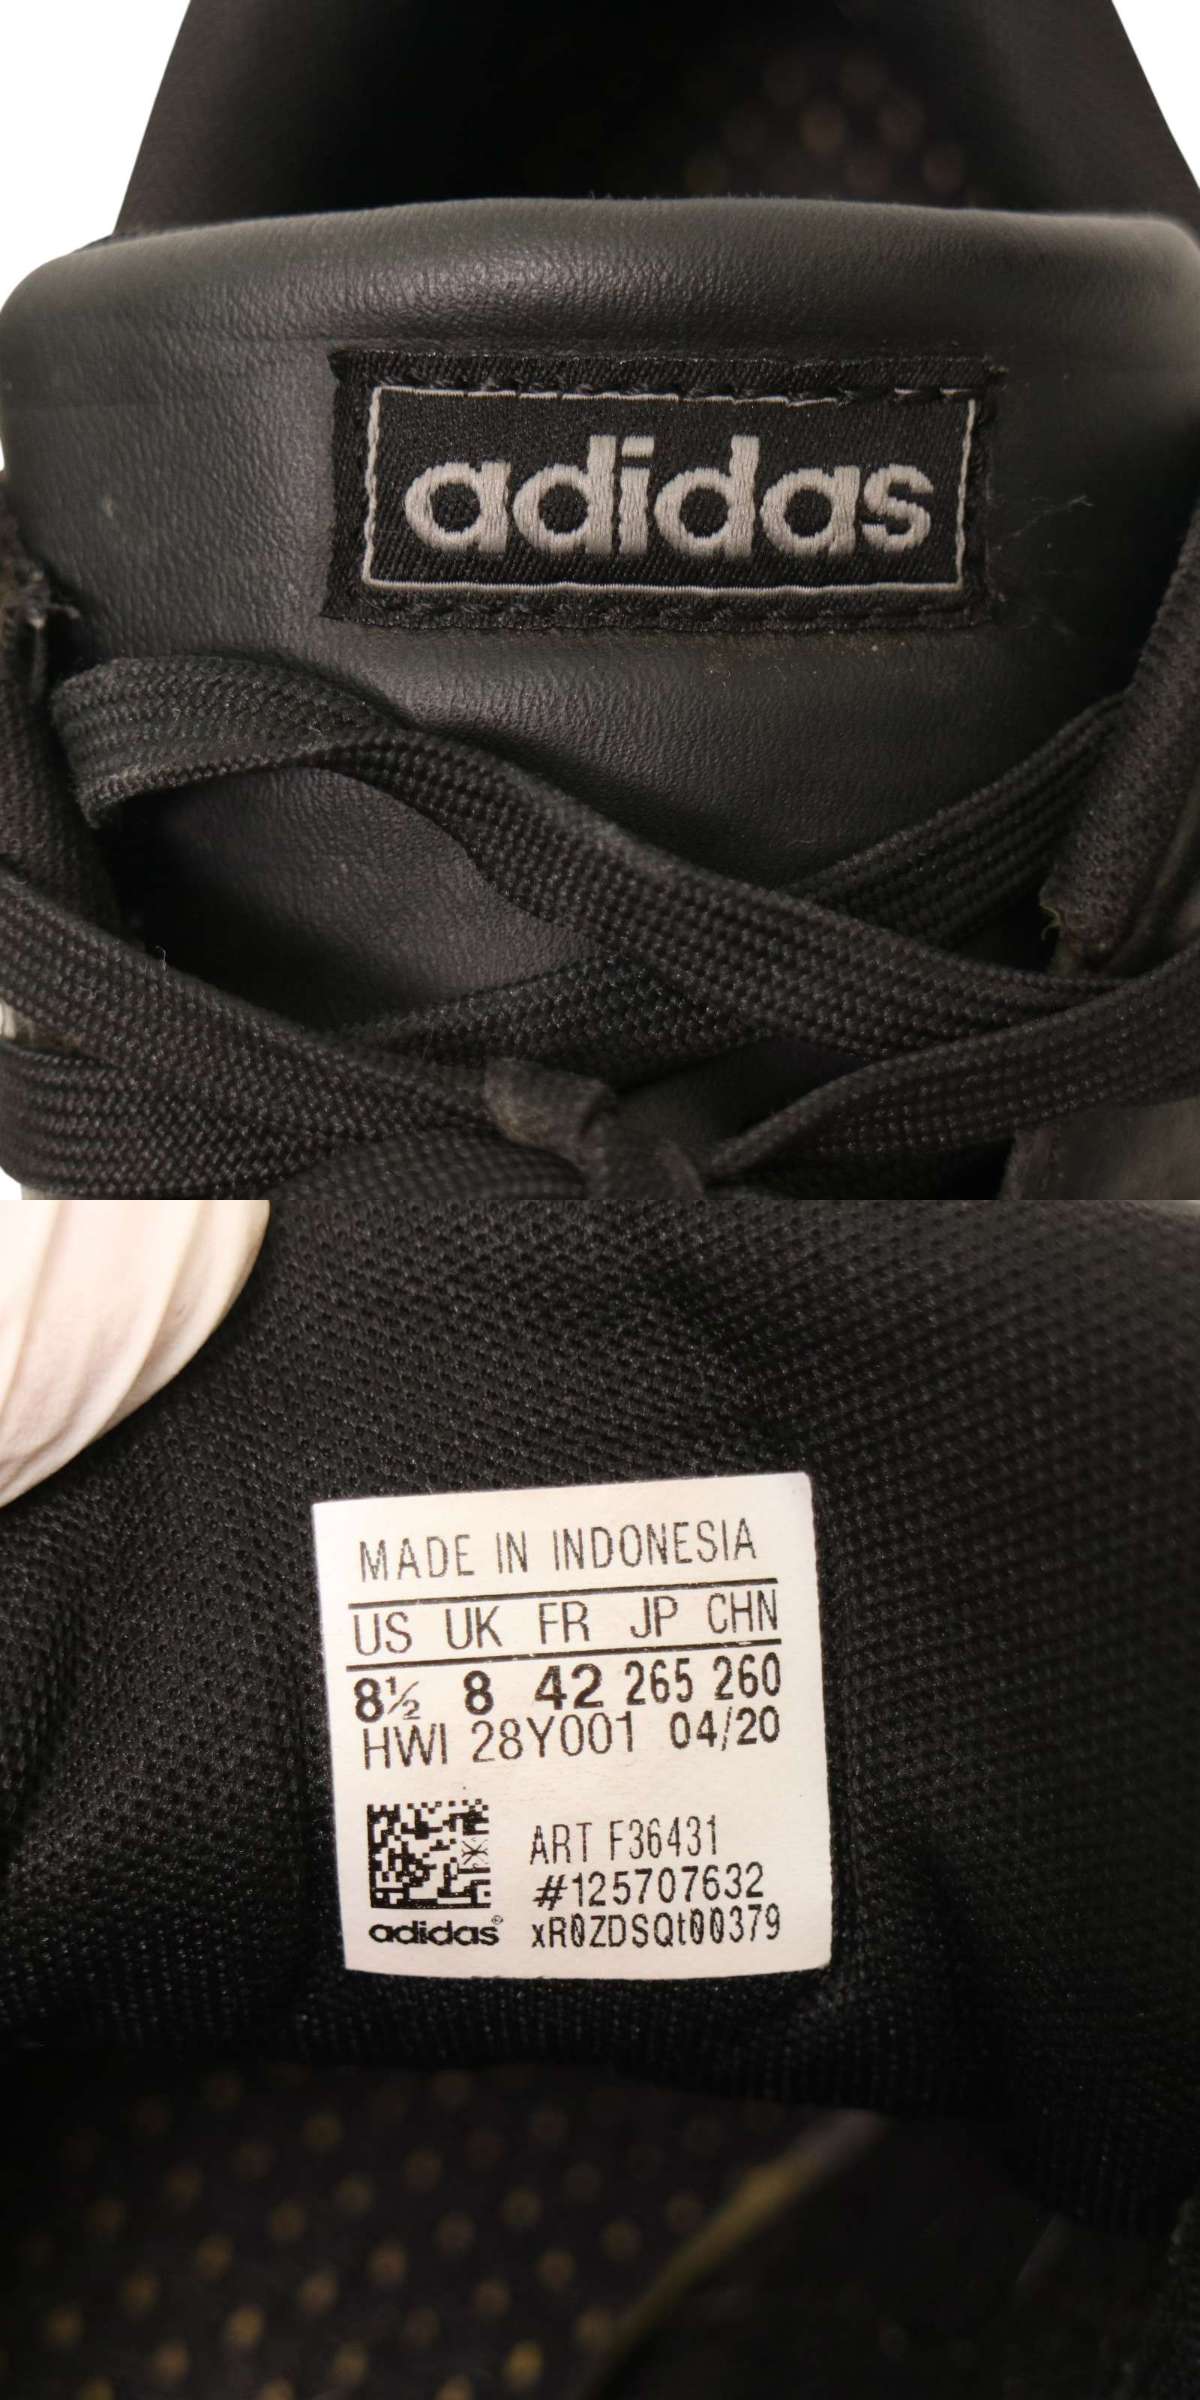 adidas
MADE IN INDONESIA
US UK FR JP CHN
8½ 8 42 265 260
HWI 28Y001 04/20
ART F36431
#125707632
adidas® xR0ZDSQt00379